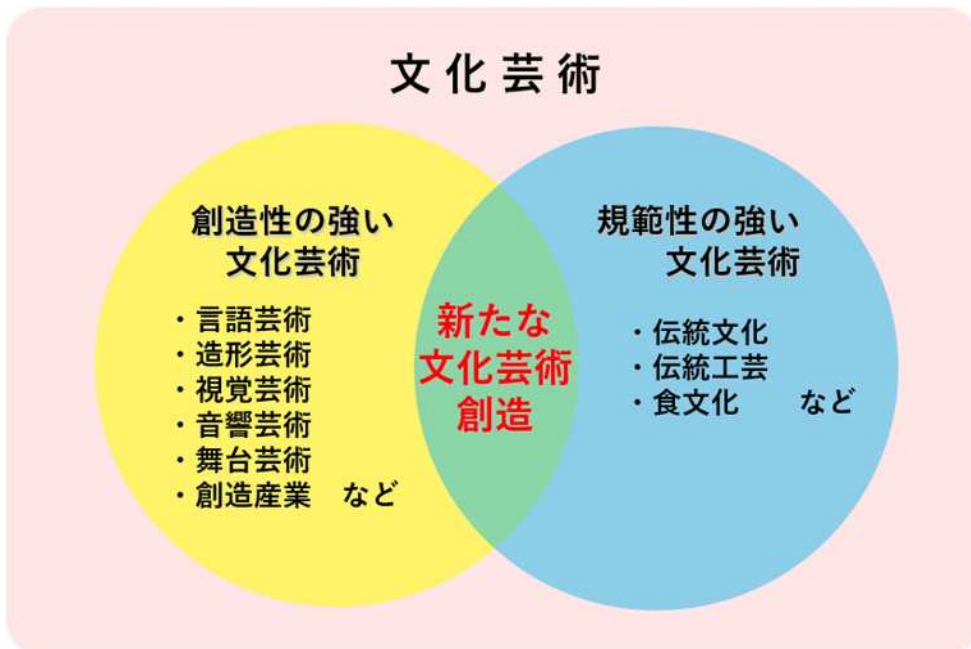 文化芸術
創造性の強い
文化芸術
・言語芸術
・造形芸術
・視覚芸術
・音響芸術
・舞台芸術
・創造産業　など
新たな
文化芸術
創造
規範性の強い
文化芸術
・伝統文化
・伝統工芸
・食文化　　など